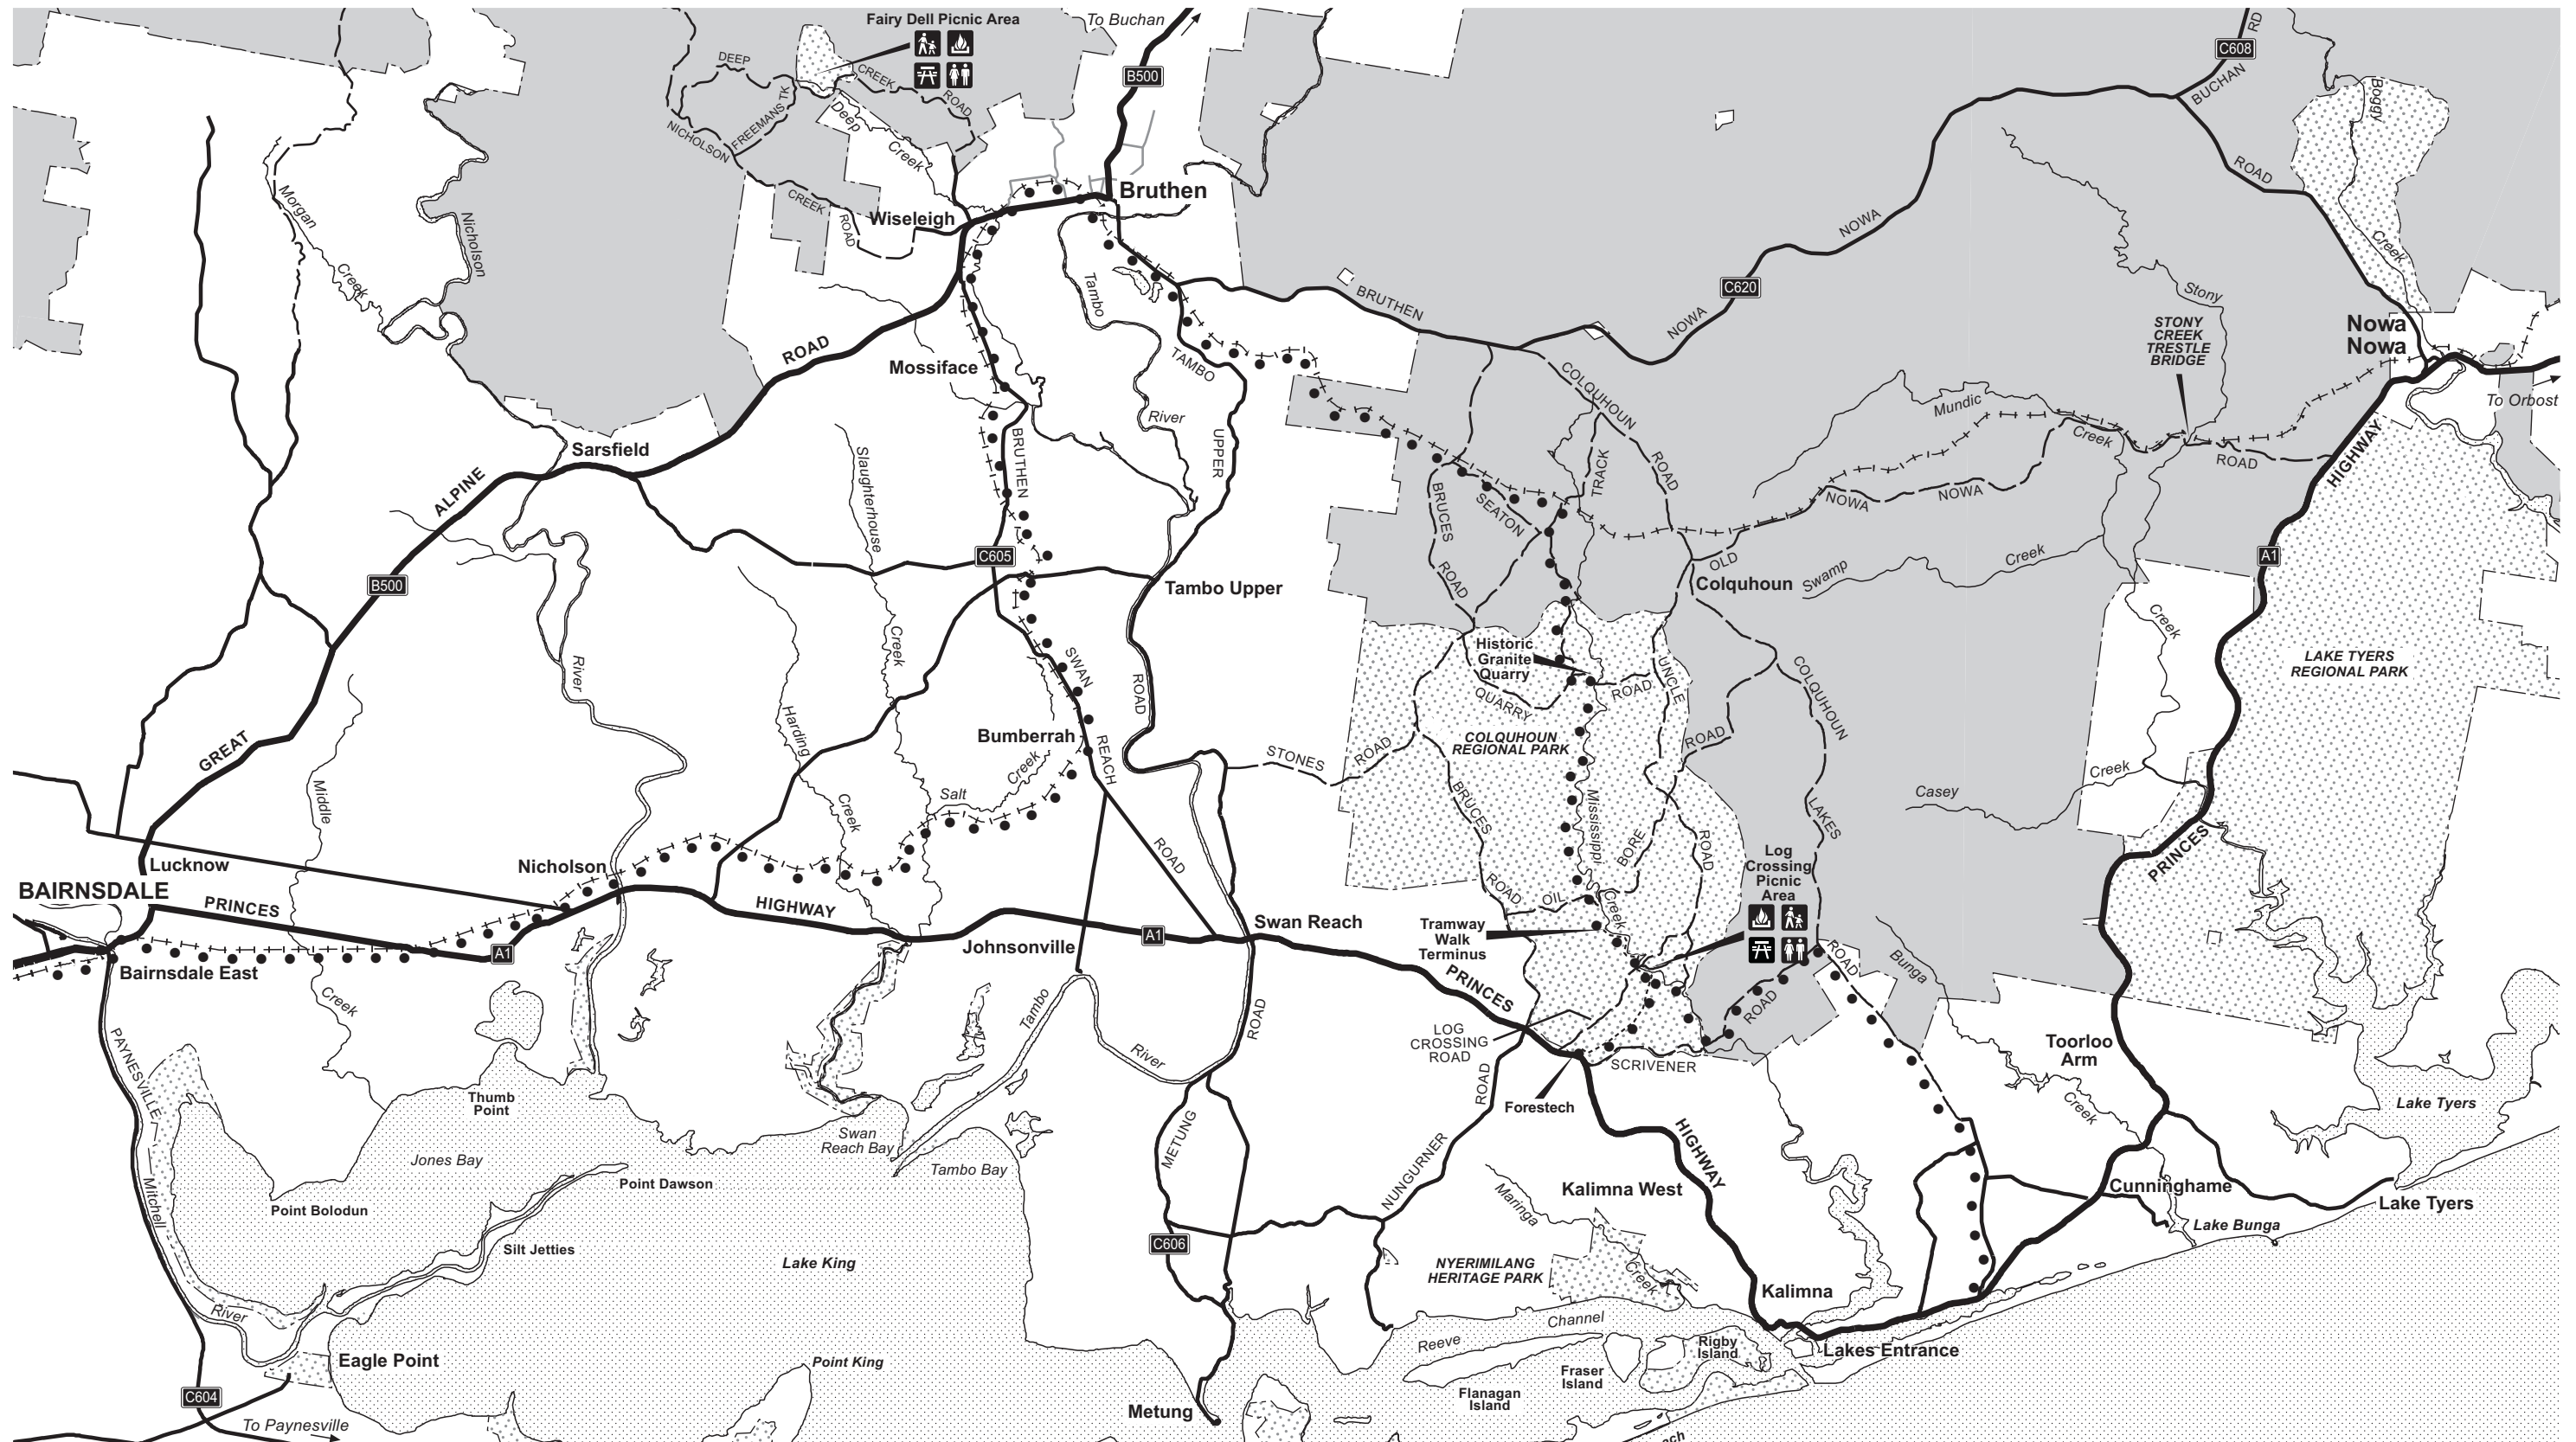 Fairy Dell Picnic Area
To Buchan
B500
C608
RD
BUCHAN
ROAD
Boggy
Creek
DEEP
CREEK
ROAD
FREEMANS TK
NICHOLSON
CREEK
ROAD
Deep
Creek
Morgan
Creek
Nicholson
Wiseleigh
Bruthen
NOWA
C620
NOWA
BRUTHEN
Stony
STONY
CREEK
TRESTLE
BRIDGE
Nowa
Nowa
To Orbost
Tambo
River
TAMBO
UPPER
ROAD
ROAD
Mossiface
COLQUHOUN
ROAD
TRACK
Mundic
Creek
ROAD
NOWA
NOWA
HIGHWAY
Sarsfield
ALPINE
BRUTHEN
Slaughterhouse
Creek
BRUCES
ROAD
SEATON
C605
B500
Tambo Upper
OLD
Colquhoun
Swamp
Creek
A1
Creek
River
Historic
Granite
Quarry
QUARRY
ROAD
UNCLE
COLQUHOUN
LAKE TYERS
REGIONAL PARK
SWAN
REACH
ROAD
Harding
Creek
Bumberrah
Salt
Creek
GREAT
Middle
Creek
STONES
ROAD
COLQUHOUN
REGIONAL PARK
ROAD
Mississippi
Creek
BRUCES
ROAD
BORE
ROAD
OIL
LAKES
Casey
Creek
PRINCES
Lucknow
BAIRNSDALE
PRINCES
Nicholson
HIGHWAY
A1
A1
Johnsonville
Swan Reach
Bairnsdale East
Log
Crossing
Picnic
Area
Tramway
Walk
Terminus
PRINCES
ROAD
ROAD
Bunga
Creek
LOG
CROSSING
ROAD
SCRIVENER
Forestech
Toorloo
Arm
Lake Tyers
PAYNESVILLE
Mitchell
River
Thumb
Point
Jones Bay
Swan
Reach Bay
Tambo
River
Tambo Bay
ROAD
METUNG
ROAD
NUNGURNER
HIGHWAY
Point Dawson
Point Bolodun
Silt Jetties
Lake King
C606
Kalimna West
Maringa
Creek
NYERIMILANG
HERITAGE PARK
Kalimna
Cunninghame
Lake Bunga
Lake Tyers
Reeve
Channel
Rigby
Island
Fraser
Island
Flanagan
Island
Lakes Entrance
Eagle Point
C604
To Paynesville
Point King
Metung